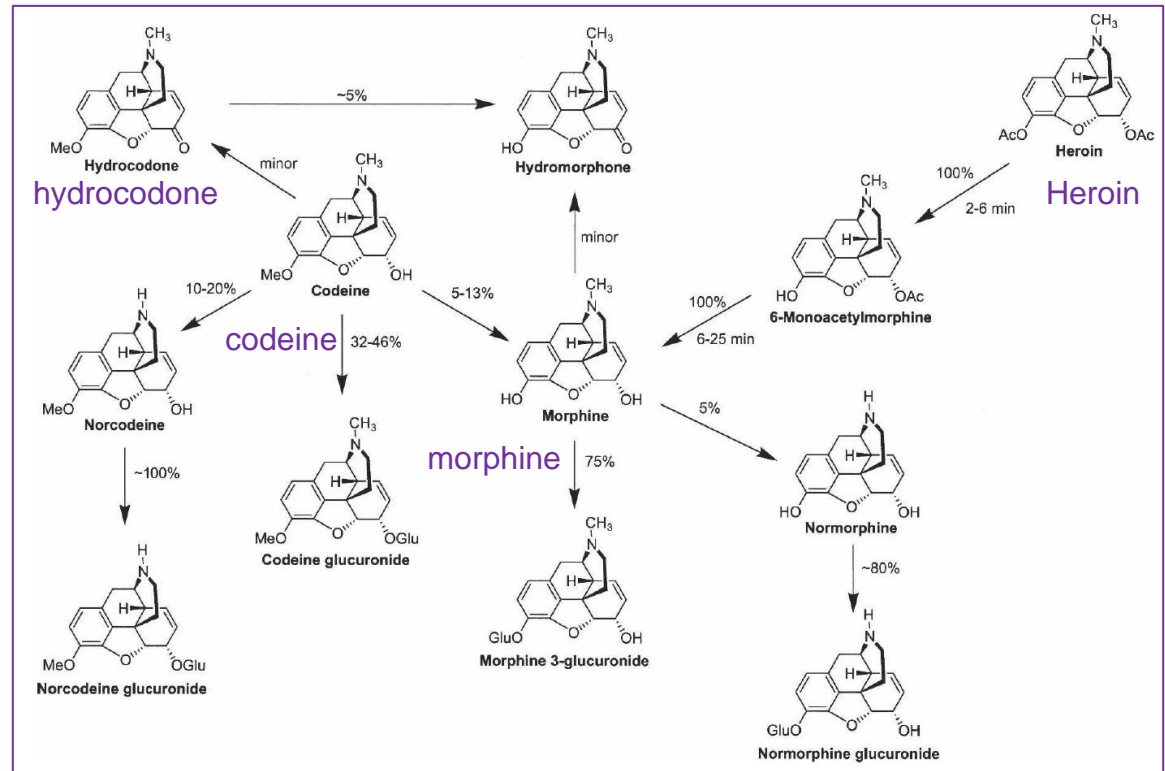 CH3
N
H
MeO
O
O
Hydrocodone
hydrocodone
~5%
CH3
N
H
HO
O
O
Hydromorphone
CH3
N
H
AcO
O
OAc
Heroin
Heroin
minor
CH3
N
H
MeO
O
OH
Codeine
codeine
minor
100%
2-6 min
CH3
N
H
HO
O
OAc
6-Monoacetylmorphine
10-20%
32-46%
5-13%
100%
6-25 min
H
N
H
MeO
O
OH
Norcodeine
CH3
N
H
HO
O
OH
Morphine
morphine
75%
5%
~100%
CH3
N
H
MeO
O
OGlu
Codeine glucuronide
H
N
H
HO
O
OH
Normorphine
H
N
H
MeO
O
OGlu
Norcodeine glucuronide
CH3
N
H
GluO
O
OH
Morphine 3-glucuronide
~80%
H
N
H
GluO
O
OH
Normorphine glucuronide